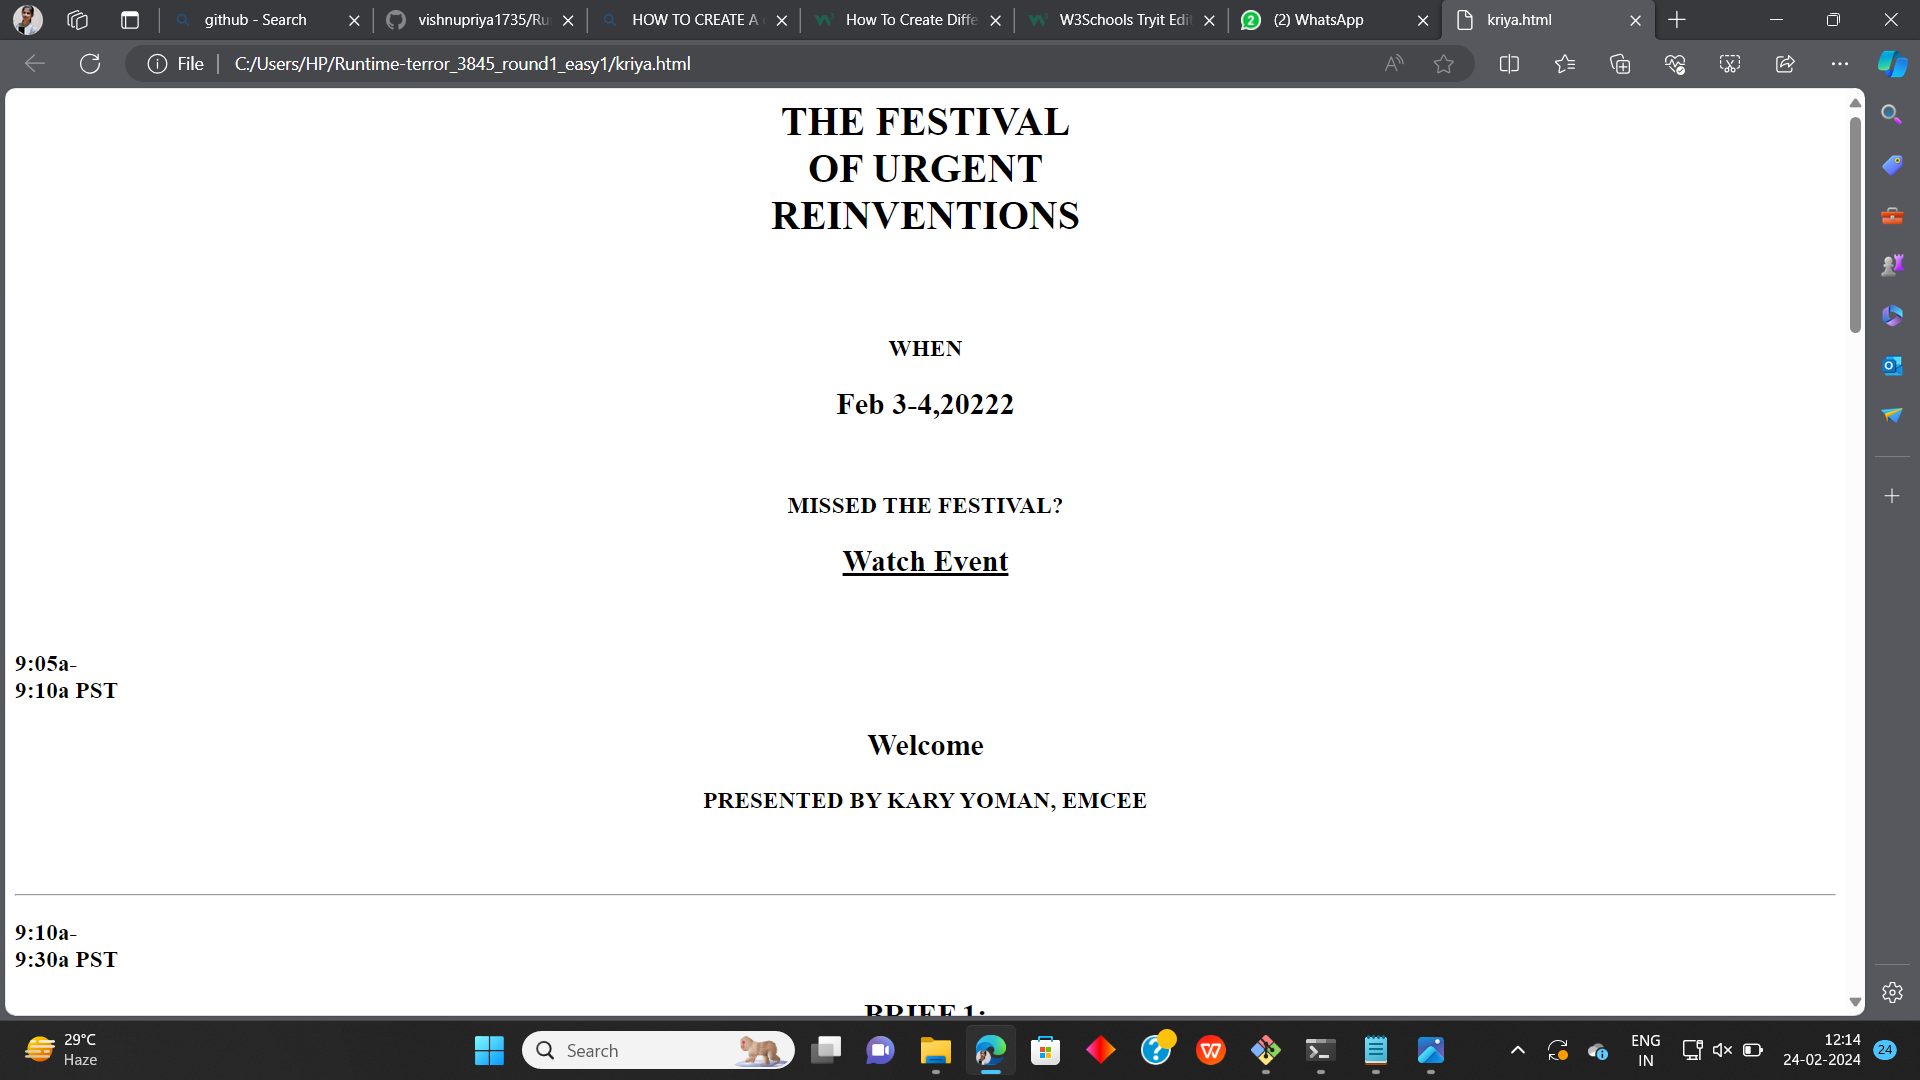 github - Search
vishnupriya1735/Ru
HOW TO CREATE A
How To Create Diffe
W3Schools Tryit Edit
2
(2) WhatsApp
kriya.html
File
C:/Users/HP/Runtime-terror_3845_round1_easy1/kriya.html
THE FESTIVAL
OF URGENT
REINVENTIONS
WHEN
Feb 3-4,20222
MISSED THE FESTIVAL?
Watch Event
9:05a-
9:10a PST
Welcome
PRESENTED BY KARY YOMAN, EMCEE
9:10a-
9:30a PST
BRIEF 1:
29°C
Haze
Search
ENG
IN
12:14
24-02-2024
24